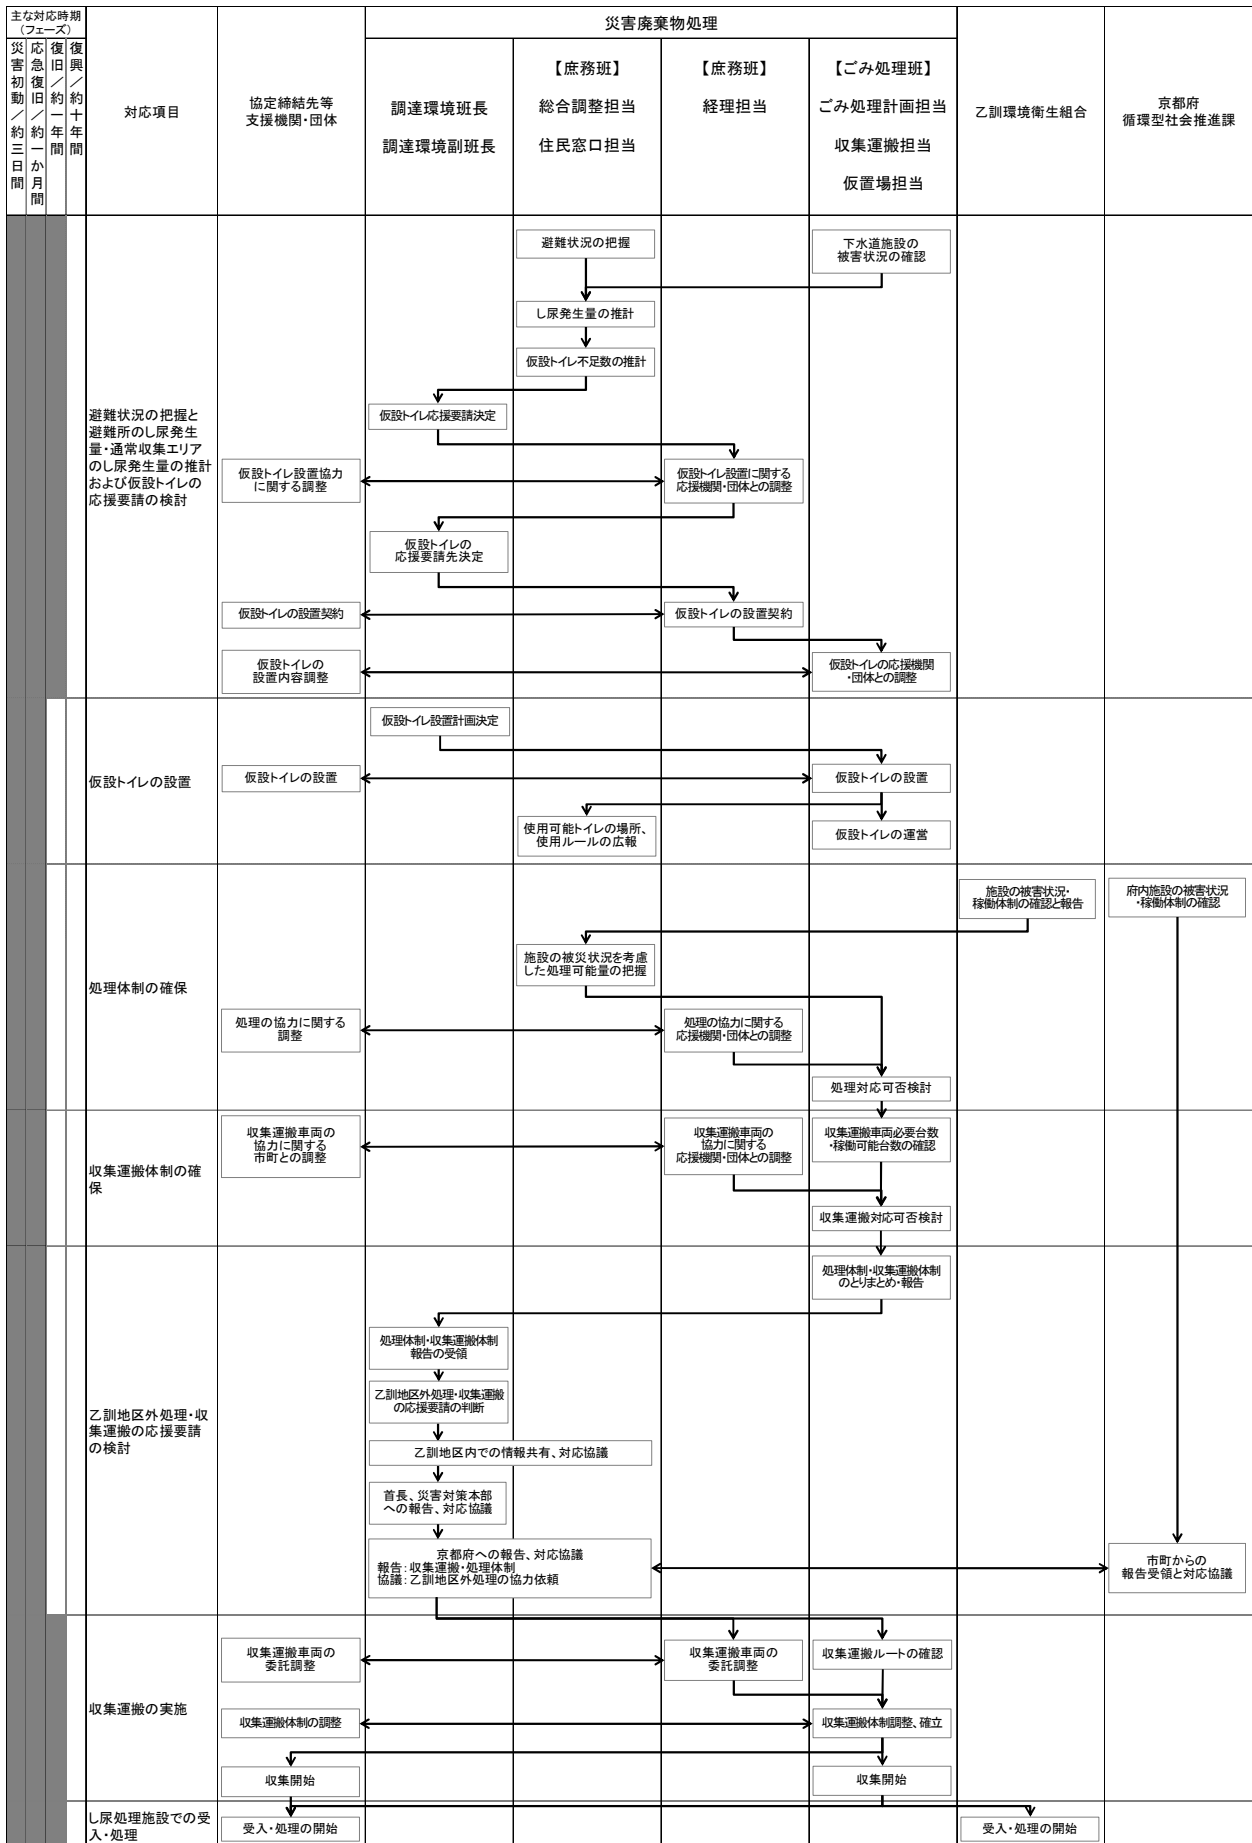 主な対応時期
(フェーズ)
災害初動/約三日間
応急復旧/約一か月間
復旧/約一年間
復興/約十年間
対応項目
協定締結先等
支援機関・団体
災害廃棄物処理
調達環境班長
調達環境副班長
【庶務班】
総合調整担当
住民窓口担当
【庶務班】
経理担当
【ごみ処理班】
ごみ処理計画担当
収集運搬担当
仮置場担当
乙訓環境衛生組合
京都府
循環型社会推進課
避難状況の把握と
避難所のし尿発生
量・通常収集エリア
のし尿発生量の推計
および仮設トイレの
応援要請の検討
避難状況の把握
下水道施設の
被害状況の確認
し尿発生量の推計
仮設トイレ不足数の推計
仮設トイレ応援要請決定
仮設トイレ設置協力
に関する調整
仮設トイレ設置に関する
応援機関・団体との調整
仮設トイレの
応援要請先決定
仮設トイレの設置契約
仮設トイレの設置契約
仮設トイレの
設置内容調整
仮設トイレの応援機関
・団体との調整
仮設トイレの設置
仮設トイレ設置計画決定
仮設トイレの設置
仮設トイレの設置
使用可能トイレの場所、
使用ルールの広報
仮設トイレの運営
処理体制の確保
施設の被害状況・
稼働体制の確認と報告
府内施設の被害状況
・稼働体制の確認
施設の被災状況を考慮
した処理可能量の把握
処理の協力に関する
調整
処理の協力に関する
応援機関・団体との調整
処理対応可否検討
収集運搬体制の確
保
収集運搬車両の
協力に関する
市町との調整
収集運搬車両の
協力に関する
応援機関・団体との調整
収集運搬車両必要台数
・稼働可能台数の確認
収集運搬対応可否検討
乙訓地区外処理・収
集運搬の応援要請
の検討
処理体制・収集運搬体制
のとりまとめ・報告
処理体制・収集運搬体制
報告の受領
乙訓地区外処理・収集運搬
の応援要請の判断
乙訓地区内での情報共有、対応協議
首長、災害対策本部
への報告、対応協議
京都府への報告、対応協議
報告:収集運搬・処理体制
協議:乙訓地区外処理の協力依頼
市町からの
報告受領と対応協議
収集運搬の実施
収集運搬車両の
委託調整
収集運搬車両の
委託調整
収集運搬ルートの確認
収集運搬体制の調整
収集運搬体制調整、確立
収集開始
収集開始
し尿処理施設での受
入・処理
受入・処理の開始
受入・処理の開始